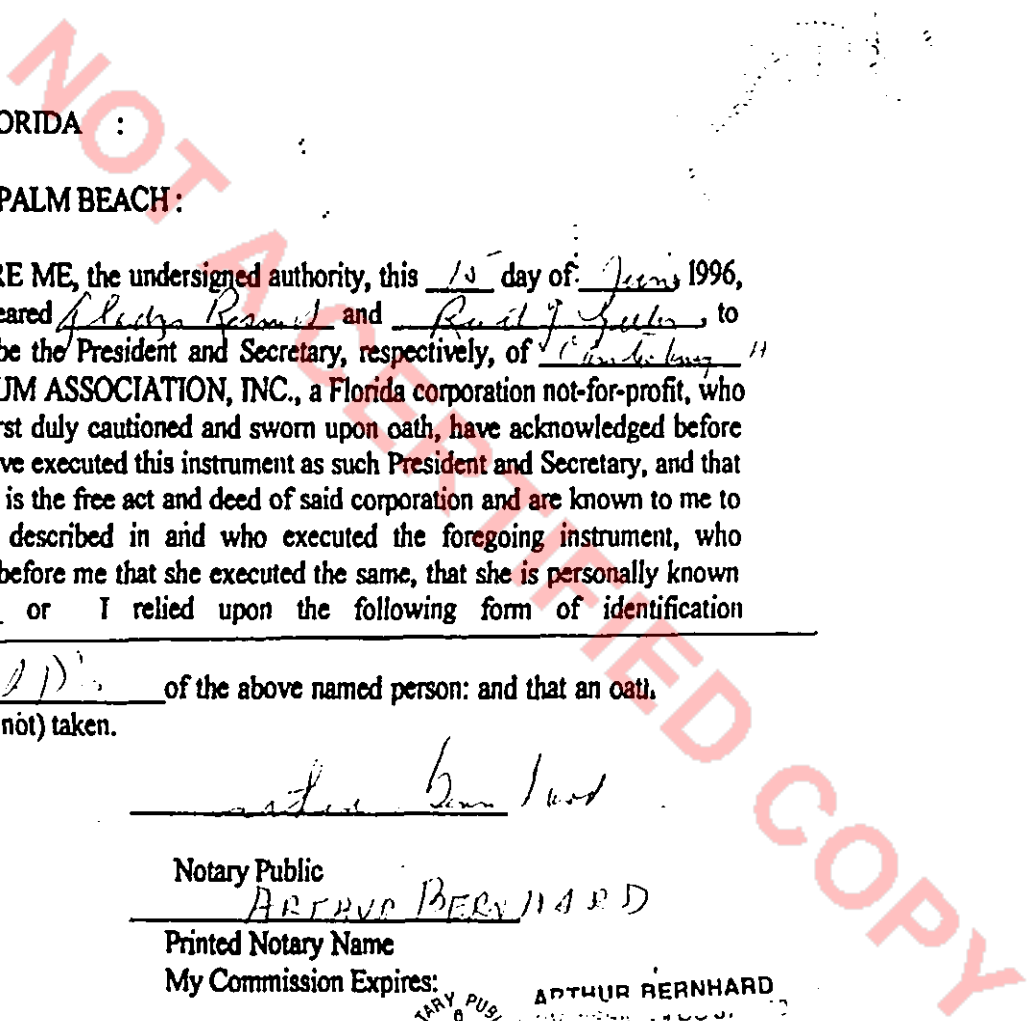 NOT A CERTIFIED COPY
ORIDA :
PALM BEACH :
RE ME, the undersigned authority, this 15 day of June 1996,
eared Gladys and to
be the President and Secretary, respectively, of Canterbury H
UM ASSOCIATION, INC., a Florida corporation not-for-profit, who
rst duly cautioned and sworn upon oath, have acknowledged before
ve executed this instrument as such President and Secretary, and that
is the free act and deed of said corporation and are known to me to
described in and who executed the foregoing instrument, who
before me that she executed the same, that she is personally known
or I relied upon the following form of identification
of the above named person: and that an oath
not) taken.
Notary Public
ARTHUR BERNHARD
Printed Notary Name
My Commission Expires:
TARY PUB ARTHUR BERNHARD